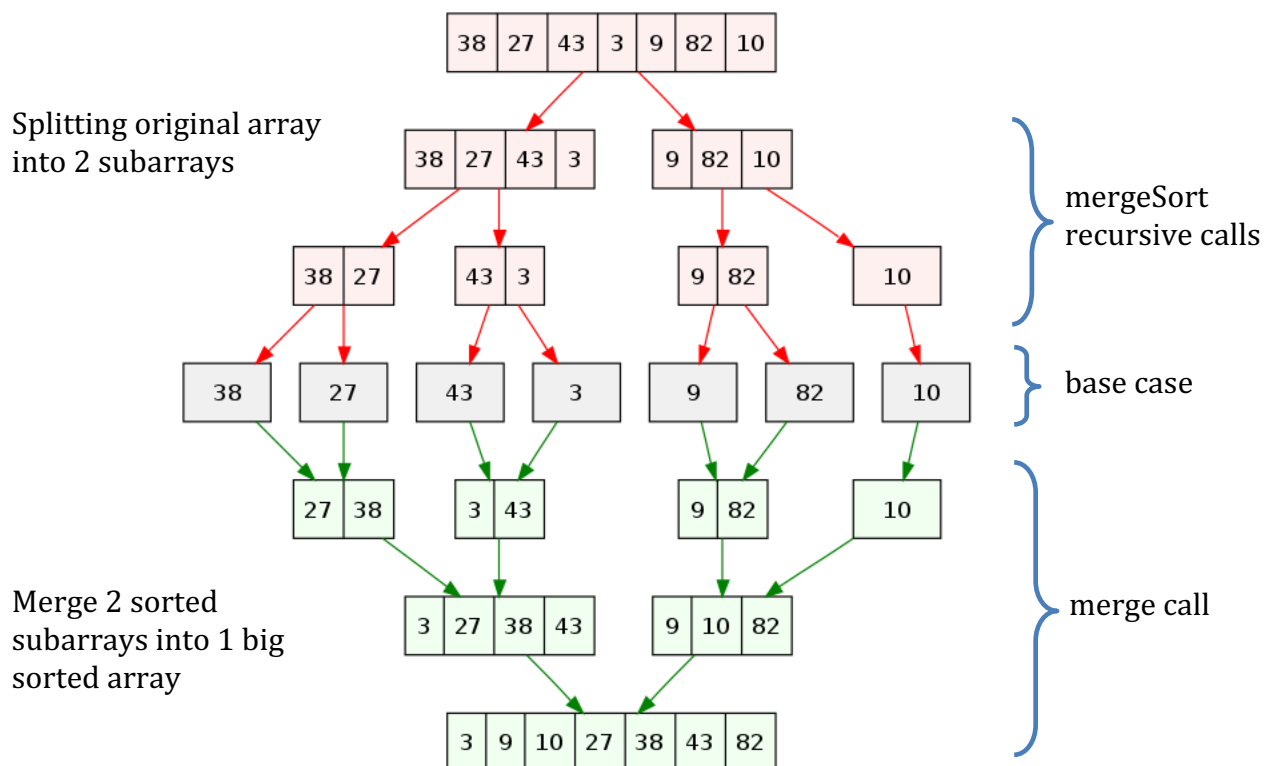 38 27 43 3 9 82 10
Splitting original array
into 2 subarrays
38 27 43 3
9 82 10
mergeSort
recursive calls
38 27
43 3
9 82
10
38
27
43
3
9
82
10
base case
27 38
3 43
9 82
10
Merge 2 sorted
subarrays into 1 big
sorted array
3 27 38 43
9 10 82
merge call
3 9 10 27 38 43 82